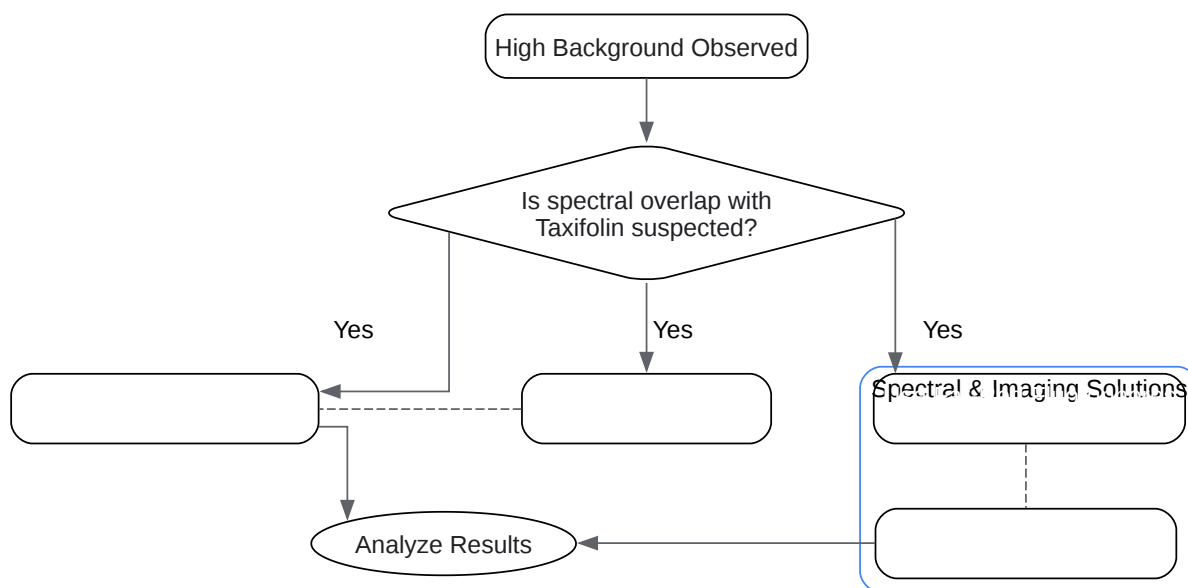 High Background Observed
Is spectral overlap with
Taxifolin suspected?
Yes
Yes
Yes
Spectral & Imaging Solutions
Analyze Results